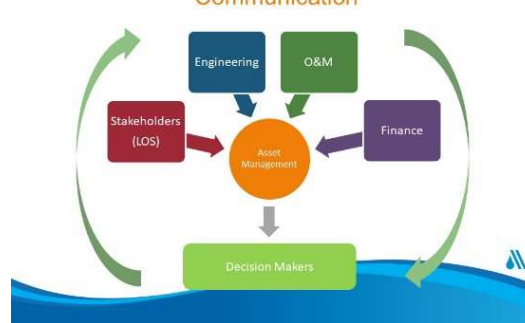 Communication
Engineering
O&M
Stakeholders
(LOS)
Finance
Asset
Management
Decision Makers